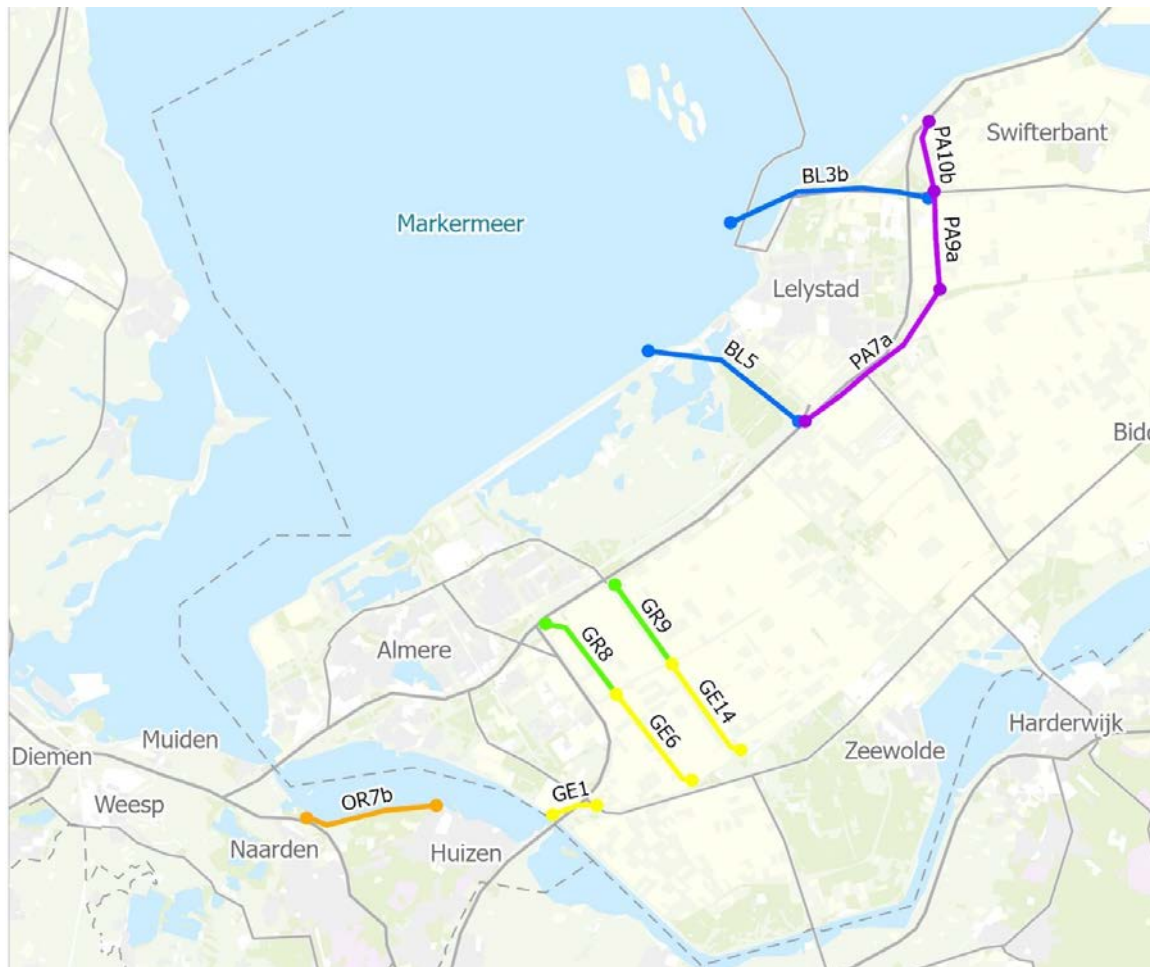 Swifterbant
PA10b
BL3b
Markermeer
PA9a
Lelystad
BL5
PA7a
Bidd
GR9
GR8
Almere
GE14
GE6
Harderwijk
Muiden
Zeewolde
Diemen
Weesp
OR7b
GE1
Naarden
Huizen